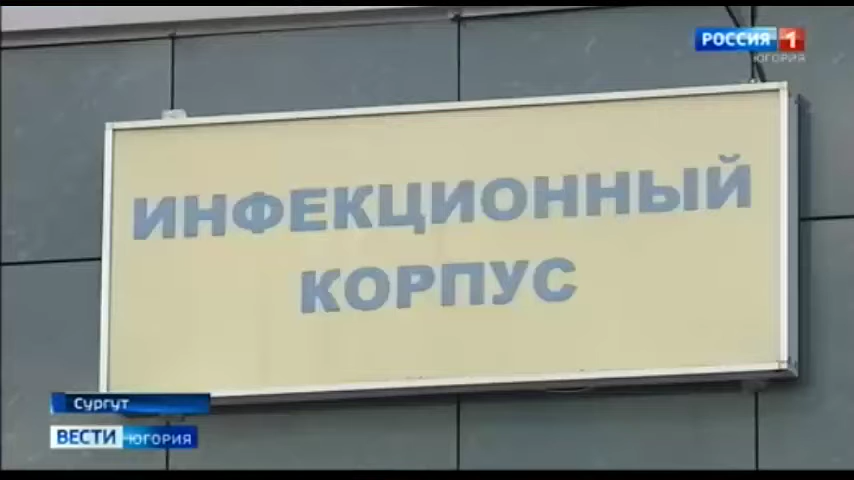 РОССИЯ 1
ЮГОРИЯ
ИНФЕКЦИОННЫЙ
КОРПУС
Сургут
ВЕСТИ ЮГОРИЯ